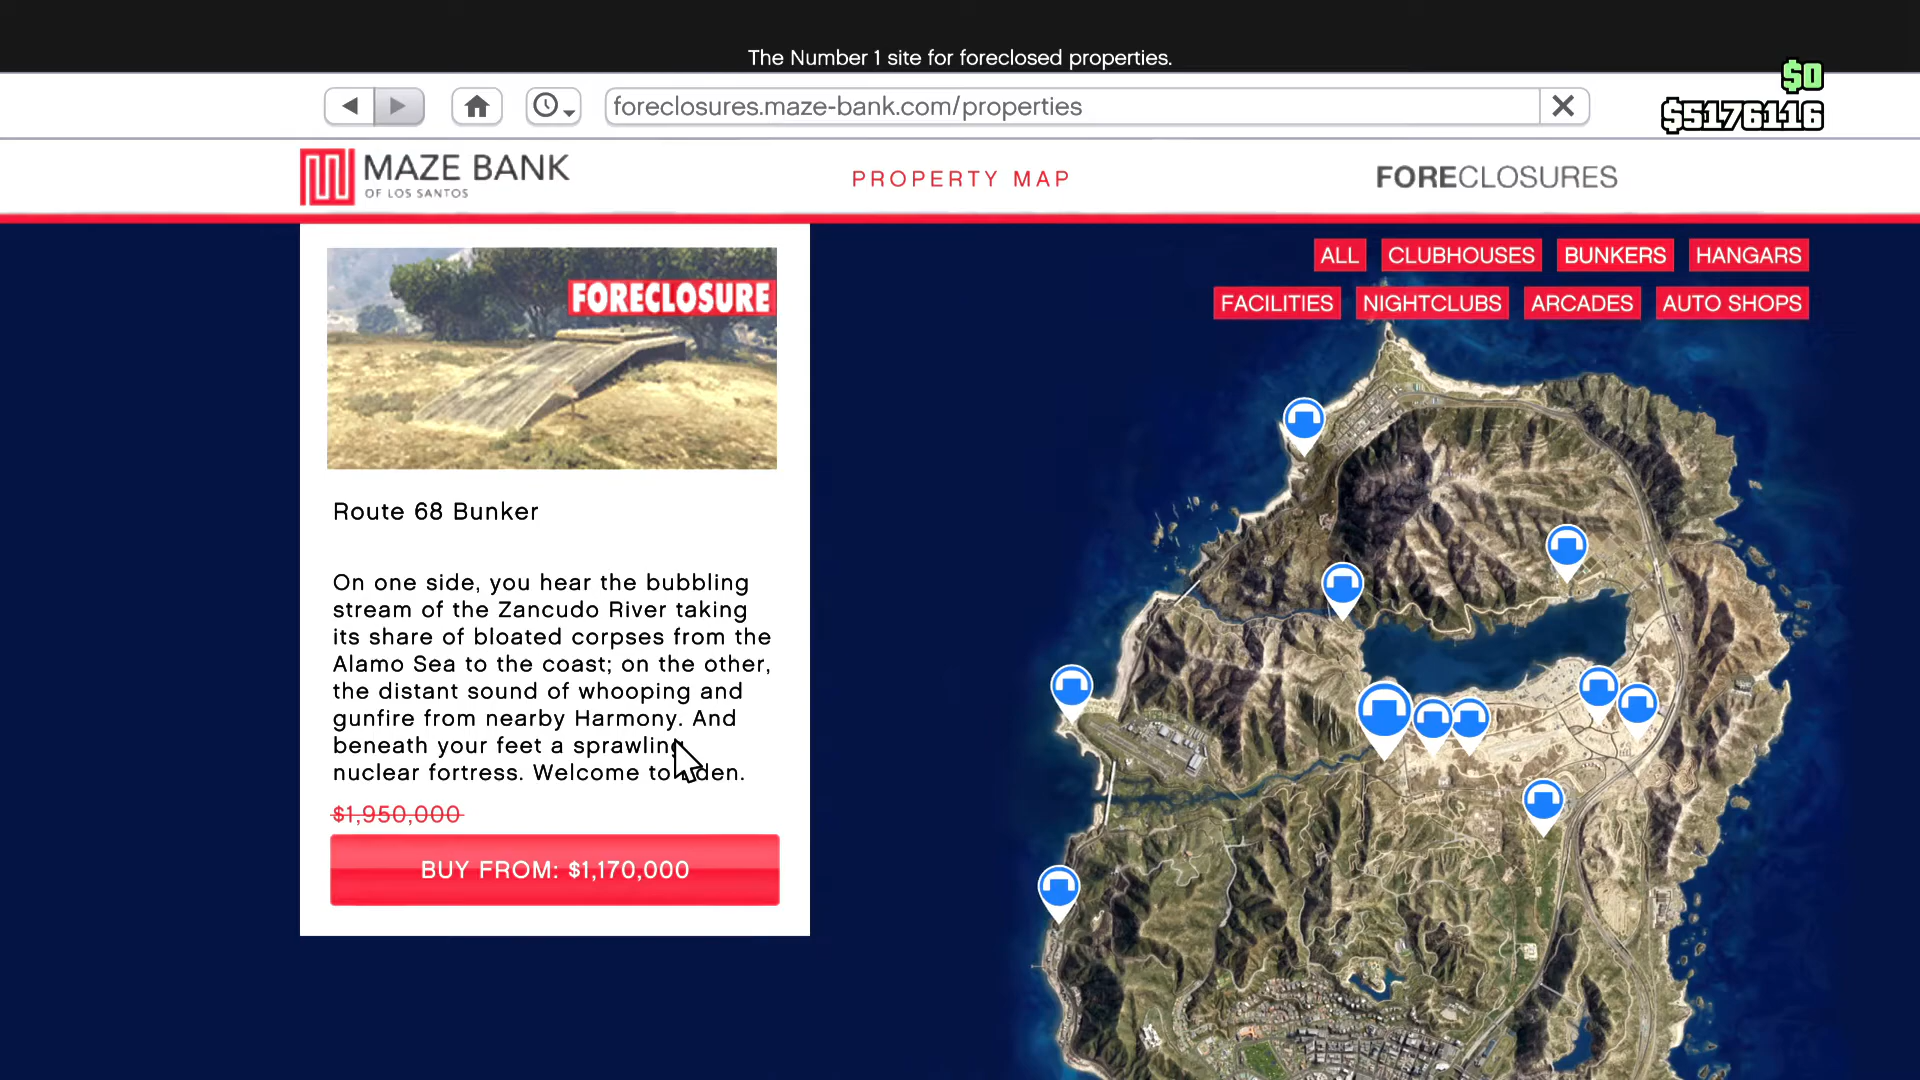 The Number 1 site for foreclosed properties.
$0
foreclosures.maze-bank.com/properties
$5176116
MAZE BANK
OF LOS SANTOS
PROPERTY MAP
FORECLOSURES
ALL CLUBHOUSES BUNKERS HANGARS
FACILITIES NIGHTCLUBS ARCADES AUTO SHOPS
FORECLOSURE
Route 68 Bunker
On one side, you hear the bubbling
stream of the Zancudo River taking
its share of bloated corpses from the
Alamo Sea to the coast; on the other,
the distant sound of whooping and
gunfire from nearby Harmony. And
beneath your feet a sprawling
nuclear fortress. Welcome to den.
$1,950,000
BUY FROM: $1,170,000